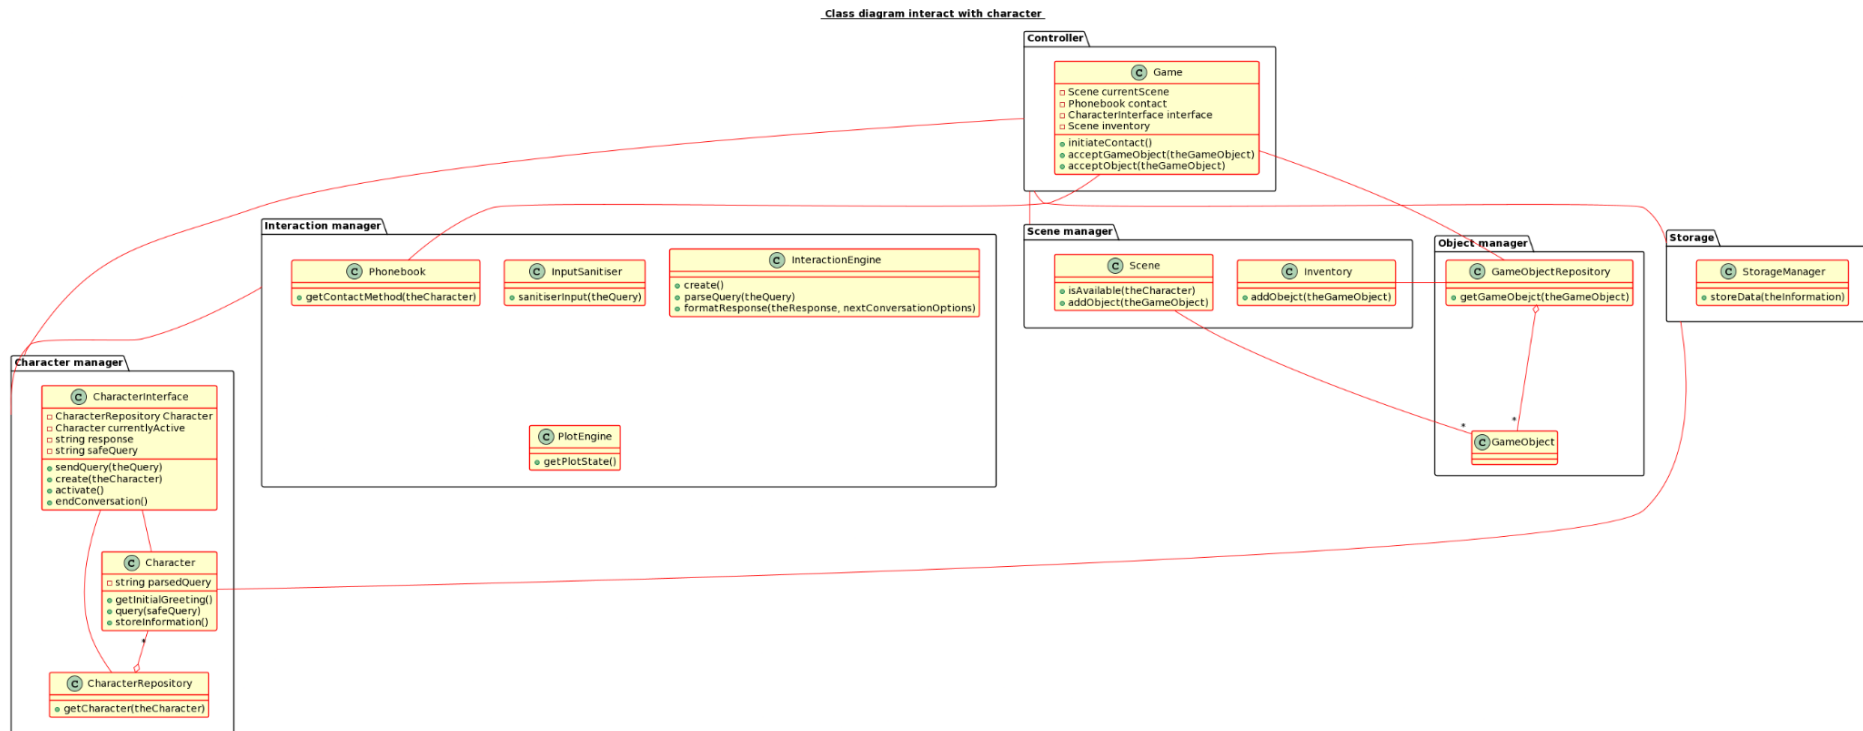 Class diagram interact with character
Controller
C Game
Scene currentScene
Phonebook contact
CharacterInterface interface
Scene inventory
initiateContact()
acceptGameObject(theGameObject)
acceptObject(theGameObject)
Interaction manager
C Phonebook
getContactMethod(theCharacter)
C InputSanitiser
sanitiserInput(theQuery)
C InteractionEngine
create()
parseQuery(theQuery)
formatResponse(theResponse, nextConversationOptions)
C PlotEngine
getPlotState()
Scene manager
C Scene
isAvailable(theCharacter)
addObject(theGameObject)
C Inventory
addObejct(theGameObject)
Object manager
C GameObjectRepository
getGameObejct(theGameObject)
*
*
C GameObject
Storage
C StorageManager
storeData(theInformation)
Character manager
C CharacterInterface
CharacterRepository Character
Character currentlyActive
string response
string safeQuery
sendQuery(theQuery)
create(theCharacter)
activate()
endConversation()
C Character
string parsedQuery
getInitialGreeting()
query(safeQuery)
storeInformation()
*
C CharacterRepository
getCharacter(theCharacter)